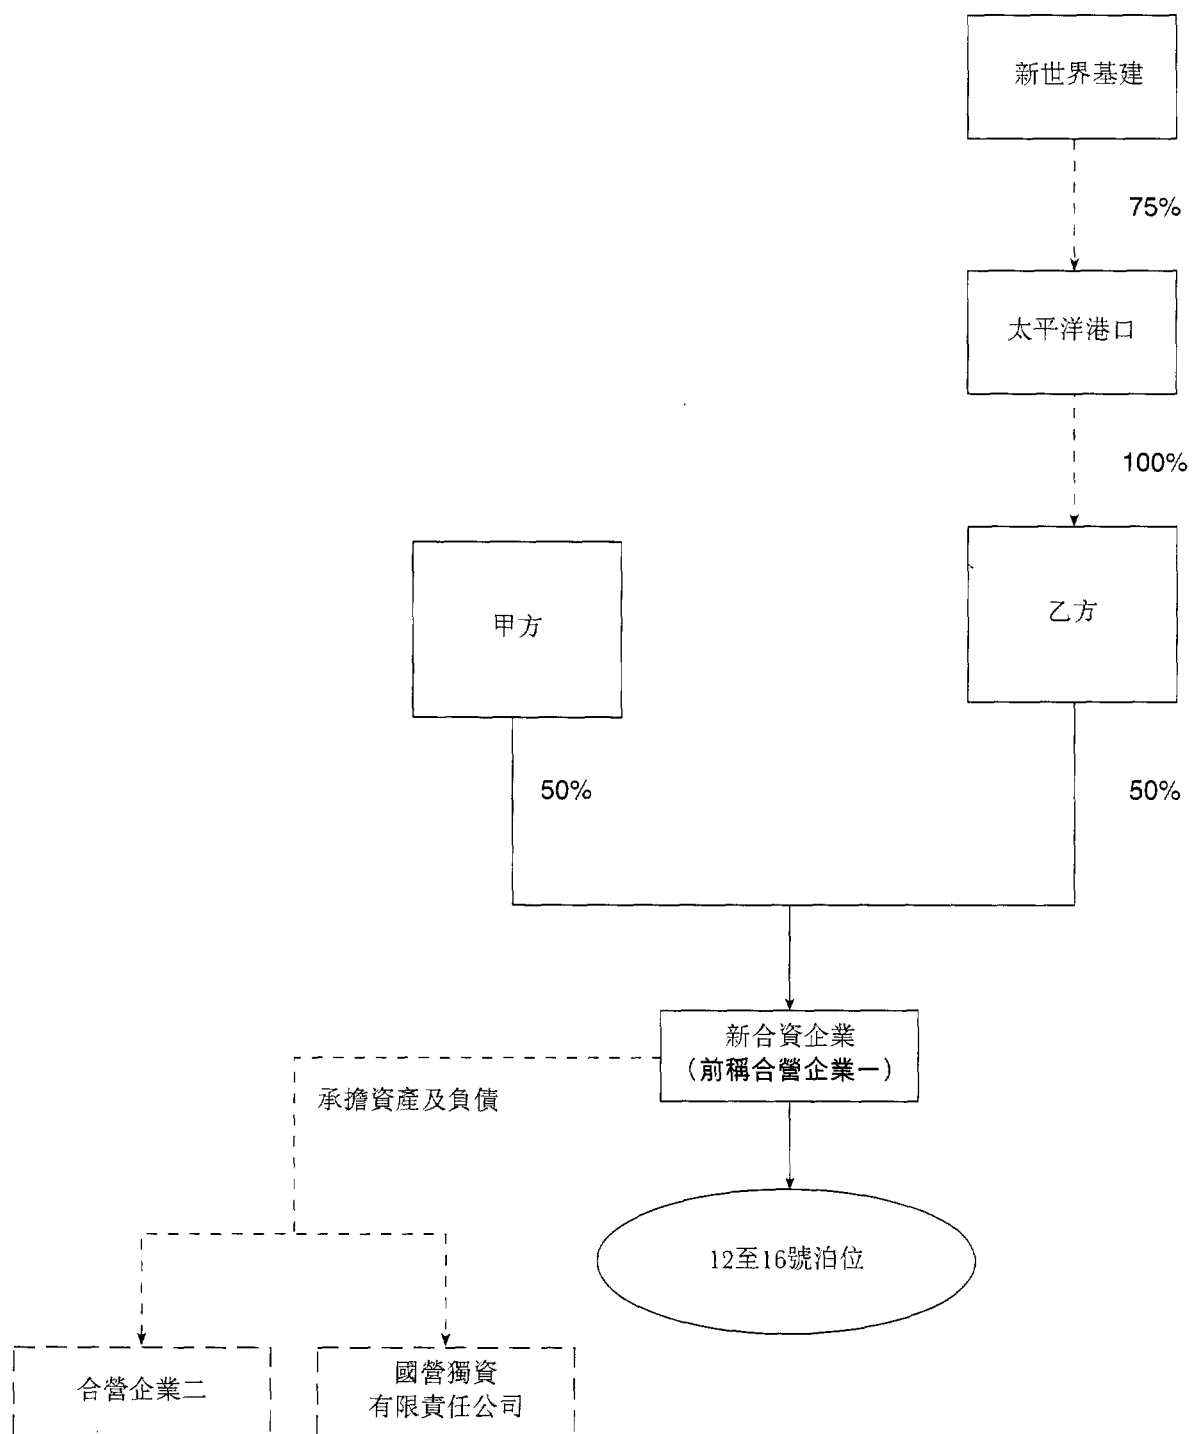 新世界基建
75%
太平洋港口
100%
甲方
乙方
50%
50%
新合資企業
（前稱合營企業一）
承擔資產及負債
12至16號泊位
合營企業二
國營獨資
有限責任公司